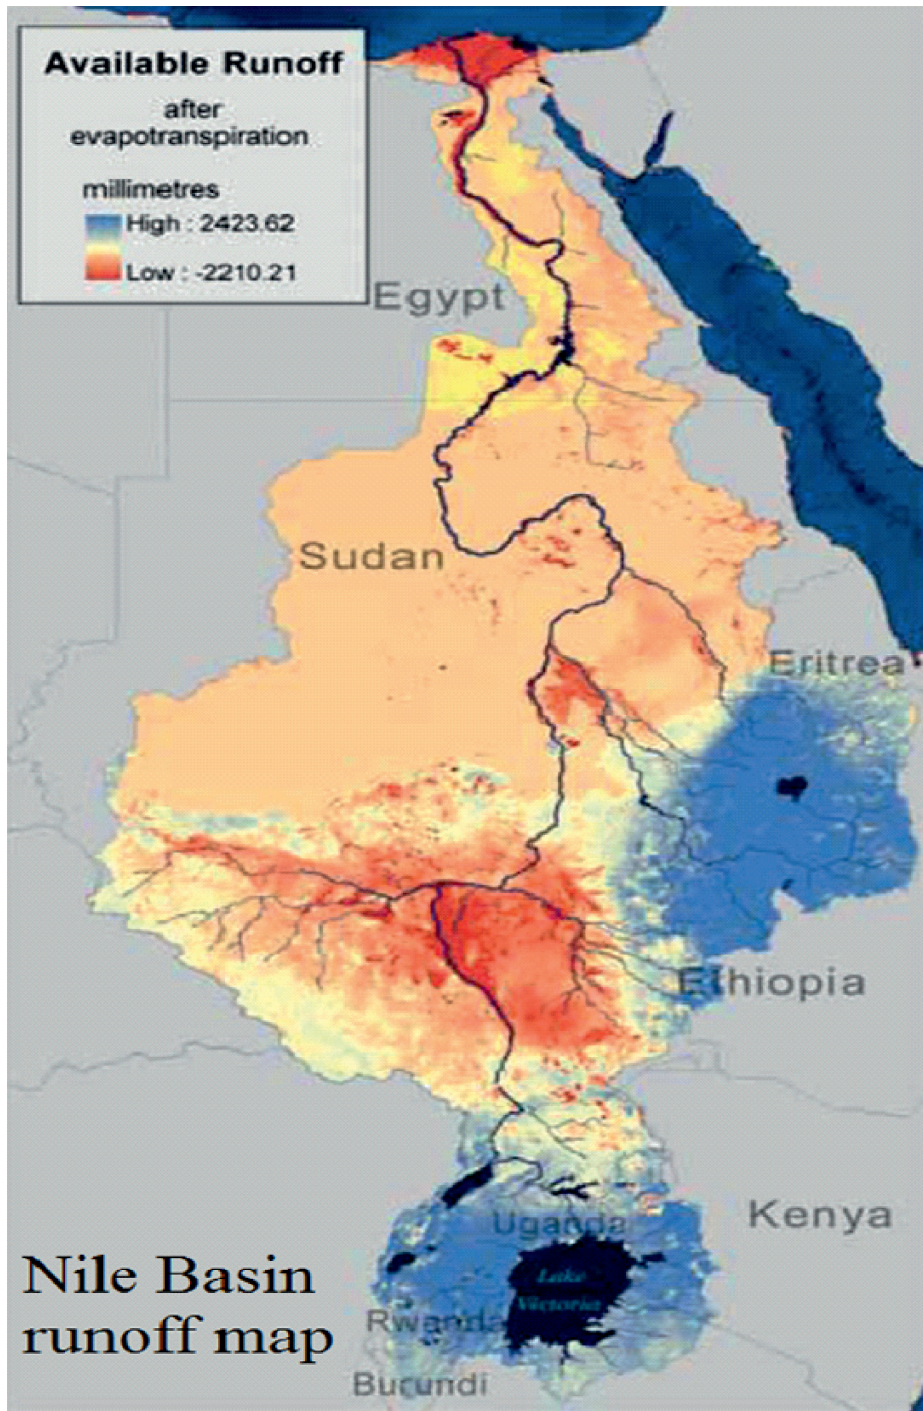 Available Runoff
after
evapotranspiration
millimetres
High : 2423.62
Low : -2210.21
Egypt
Sudan
Eritrea
Ethiopia
Kenya
Uganda
Lake
Victoria
Rwanda
Burundi
Nile Basin
runoff map